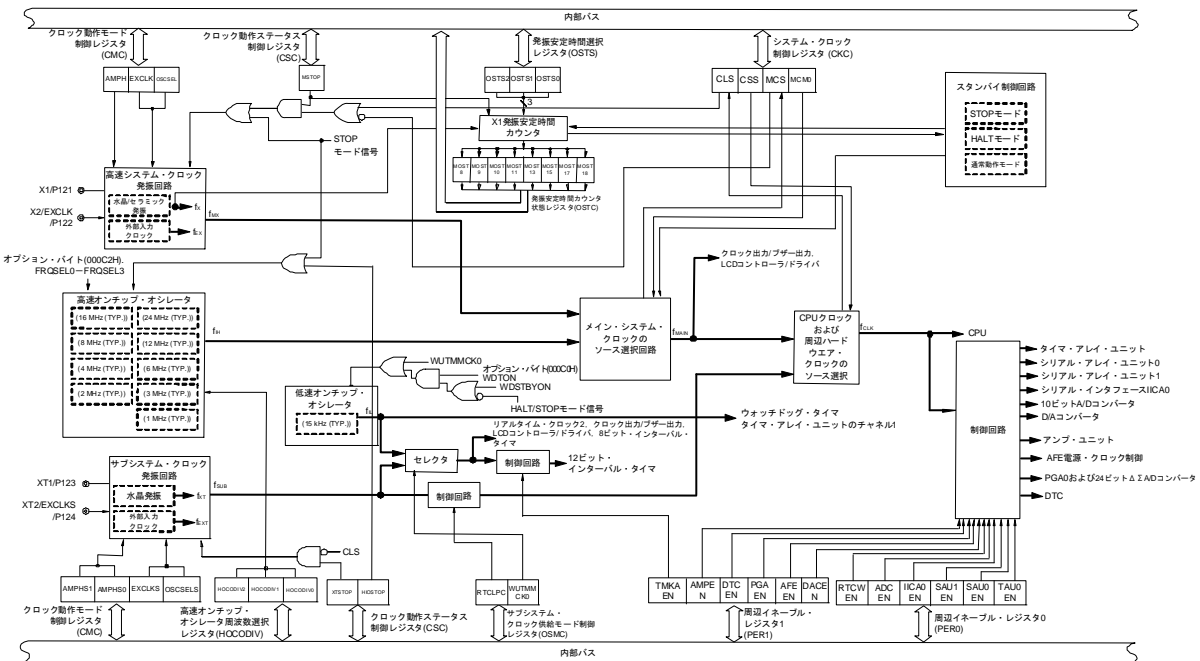 内部バス
クロック動作モード
制御レジスタ
(CMC)
クロック動作ステータス
制御レジスタ
(CSC)
発振安定時間選択
レジスタ(OSTS)
システム・クロック
制御レジスタ (CKC)
AMPH EXCLK OSCSEL
MSTOP
OSTS2 OSTS1 OSTS0
3
CLS CSS MCS MCM0
スタンバイ制御回路
STOPモード
HALTモード
通常動作モード
STOP
モード信号
X1発振安定時間
カウンタ
MOST 8 MOST 9 MOST 10 MOST 11 MOST 13 MOST 15 MOST 17 MOST 18
発振安定時間カウンタ
状態レジスタ(OSTC)
高速システム・クロック
発振回路
X1/P121
水晶/セラミック
発振
fX
X2/EXCLK
/P122
外部入力
クロック
fEX
fMX
オプション・バイト(000C2H).
FRQSEL0-FRQSEL3
高速オンチップ・オシレータ
(16 MHz (TYP.)) (24 MHz (TYP.))
(8 MHz (TYP.)) (12 MHz (TYP.))
(4 MHz (TYP.)) (6 MHz (TYP.))
(2 MHz (TYP.)) (3 MHz (TYP.))
(1 MHz (TYP.))
fIH
メイン・システム・
クロックの
ソース選択回路
fMAIN
クロック出力/ブザー出力,
LCDコントローラ/ドライバ
CPUクロック
および
周辺ハード
ウエア・
クロックの
ソース選択
fCLK
CPU
制御回路
タイマ・アレイ・ユニット
シリアル・アレイ・ユニット0
シリアル・アレイ・ユニット1
シリアル・インタフェースIICA0
10ビットA/Dコンバータ
D/Aコンバータ
アンプ・ユニット
AFE電源・クロック制御
PGA0および24ビットΔΣA/Dコンバータ
DTC
WUTMMCK0
オプション・バイト(000C0H)
WDTON
WDSTBYON
HALT/STOPモード信号
低速オンチップ・
オシレータ
(15 kHz (TYP.))
fIL
ウォッチドッグ・タイマ
タイマ・アレイ・ユニットのチャネル1
リアルタイム・クロック2, クロック出力/ブザー出力,
LCDコントローラ/ドライバ, 8ビット・インターバル・
タイマ
セレクタ
制御回路
12ビット・
インターバル・タイマ
制御回路
サブシステム・クロック
発振回路
XT1/P123
水晶発振
fXT
XT2/EXCLKS
/P124
外部入力
クロック
fEXT
fSUB
CLS
AMPHS1 AMPHS0 EXCLKS OSCSELS
HOCODIV2 HOCODIV1 HOCODIV0
XTSTOP HIOSTOP
RTCLPC WUTMM
CK0
TMKA
EN
AMPE
N
DTC
EN
PGA
EN
AFE
EN
DACE
N
RTCW
EN
ADC
EN
IICA0
EN
SAU1
EN
SAU0
EN
TAU0
EN
クロック動作モード
制御レジスタ
(CMC)
高速オンチップ・
オシレータ周波数選択
レジスタ(HOCODIV)
クロック動作ステータス
制御レジスタ(CSC)
サブシステム・
クロック供給モード制御
レジスタ(OSMC)
周辺イネーブル・
レジスタ1
(PER1)
周辺イネーブル・レジスタ0
(PER0)
内部バス